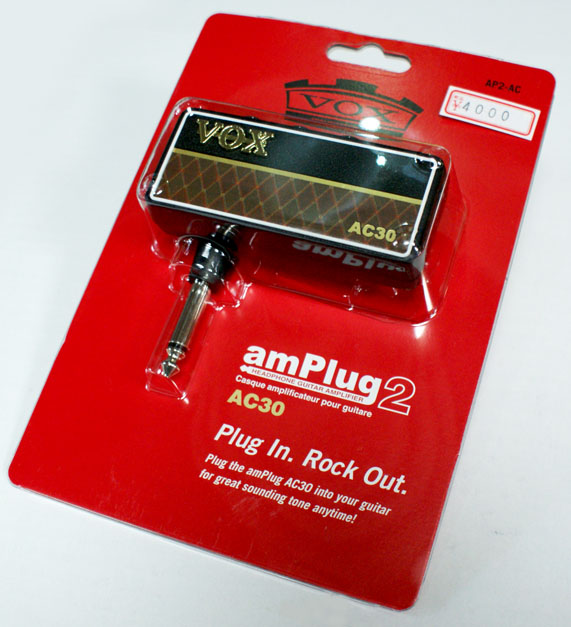 AP2-AC
¥4000
VOX
VOX
AC30
amPlug
amPlug2
HEADPHONE GUITAR AMPLIFIER
Casque amplificateur pour guitare
AC30
Plug In. Rock Out.
Plug the amPlug AC30 into your guitar
for great sounding tone anytime!